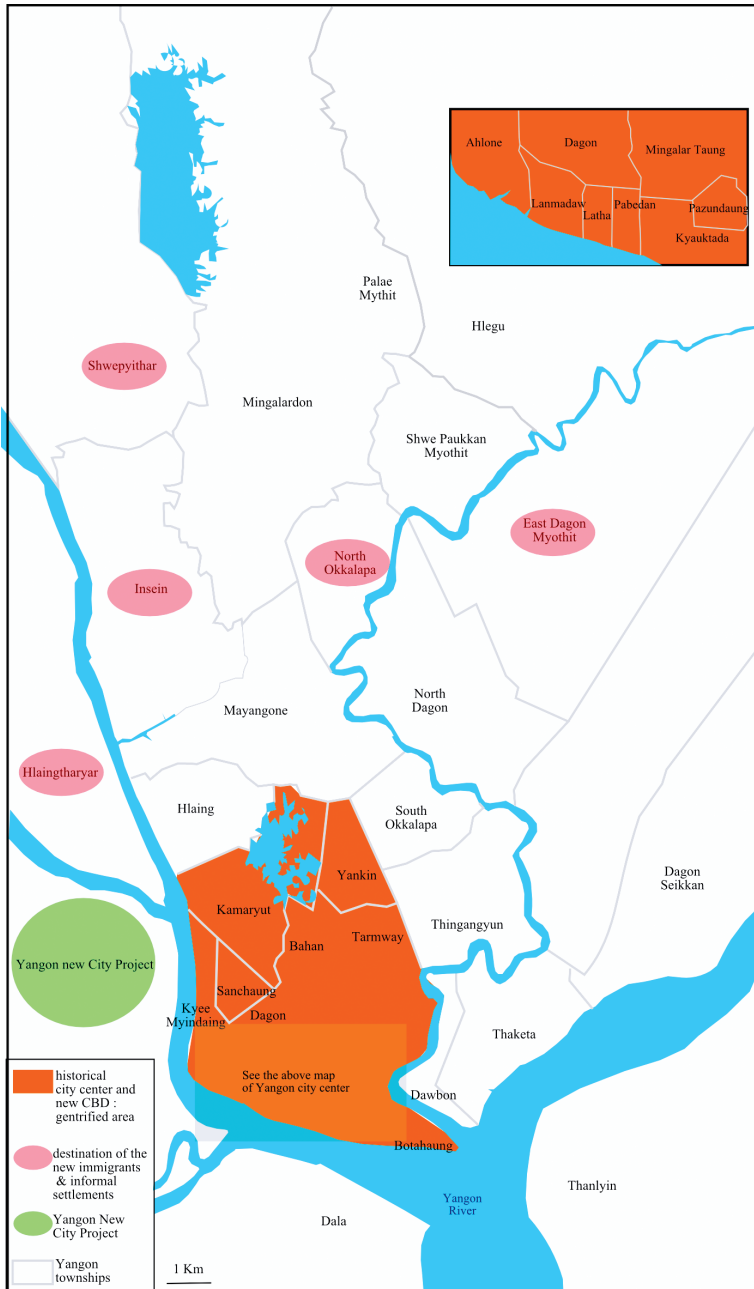 Ahlone
Dagon
Mingalar Taung
Lanmadaw
Latha
Pabedan
Pazundaung
Kyauktada
Palae
Mythit
Hlegu
Shwepyithar
Mingalardon
Shwe Paukkan
Myothit
East Dagon
Myothit
North
Okkalapa
Insein
North
Dagon
Mayangone
Hlaingtharyar
Hlaing
South
Okkalapa
Yankin
Dagon
Seikkan
Kamaryut
Thingangyun
Tarmway
Bahan
Yangon new City Project
Sanchaung
Kyee
Myindaing
Dagon
Thaketa
See the above map
of Yangon city center
Dawbon
Botahaung
Thanlyin
Yangon
River
Dala
historical
city center and
new CBD :
gentrified area
destination of the
new immigrants
& informal
settlements
Yangon New
City Project
Yangon
townships
1 Km